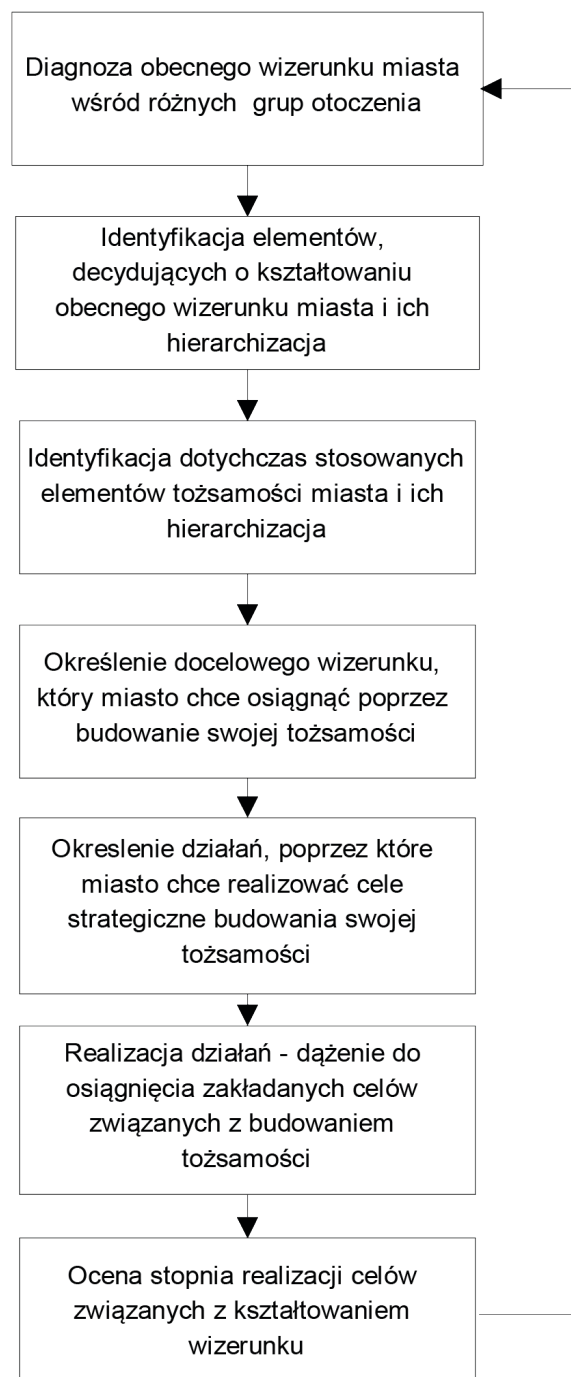 Diagnoza obecnego wizerunku miasta
wśród różnych  grup otoczenia
Identyfikacja elementów,
decydujących o kształtowaniu
obecnego wizerunku miasta i ich
hierarchizacja
Identyfikacja dotychczas stosowanych
elementów tożsamości miasta i ich
hierarchizacja
Określenie docelowego wizerunku,
który miasto chce osiągnąć poprzez
budowanie swojej tożsamości
Okreslenie działań, poprzez które
miasto chce realizować cele
strategiczne budowania swojej
tożsamości
Realizacja działań - dążenie do
osiągnięcia zakładanych celów
związanych z budowaniem
tożsamości
Ocena stopnia realizacji celów
związanych z kształtowaniem
wizerunku